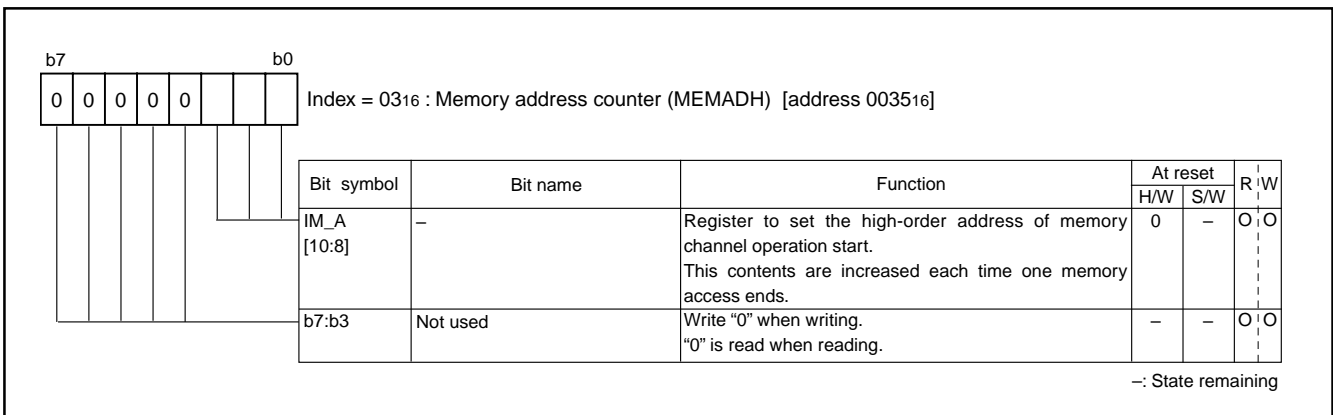 b7 b0
0 0 0 0 0
Index = 0316 : Memory address counter (MEMADH) [address 003516]
Bit symbol Bit name Function At reset R W
H/W S/W
IM_A – Register to set the high-order address of memory 0 – O O
[10:8] channel operation start.
This contents are increased each time one memory
access ends.
b7:b3 Not used Write “0” when writing. – – O O
“0” is read when reading.
–: State remaining